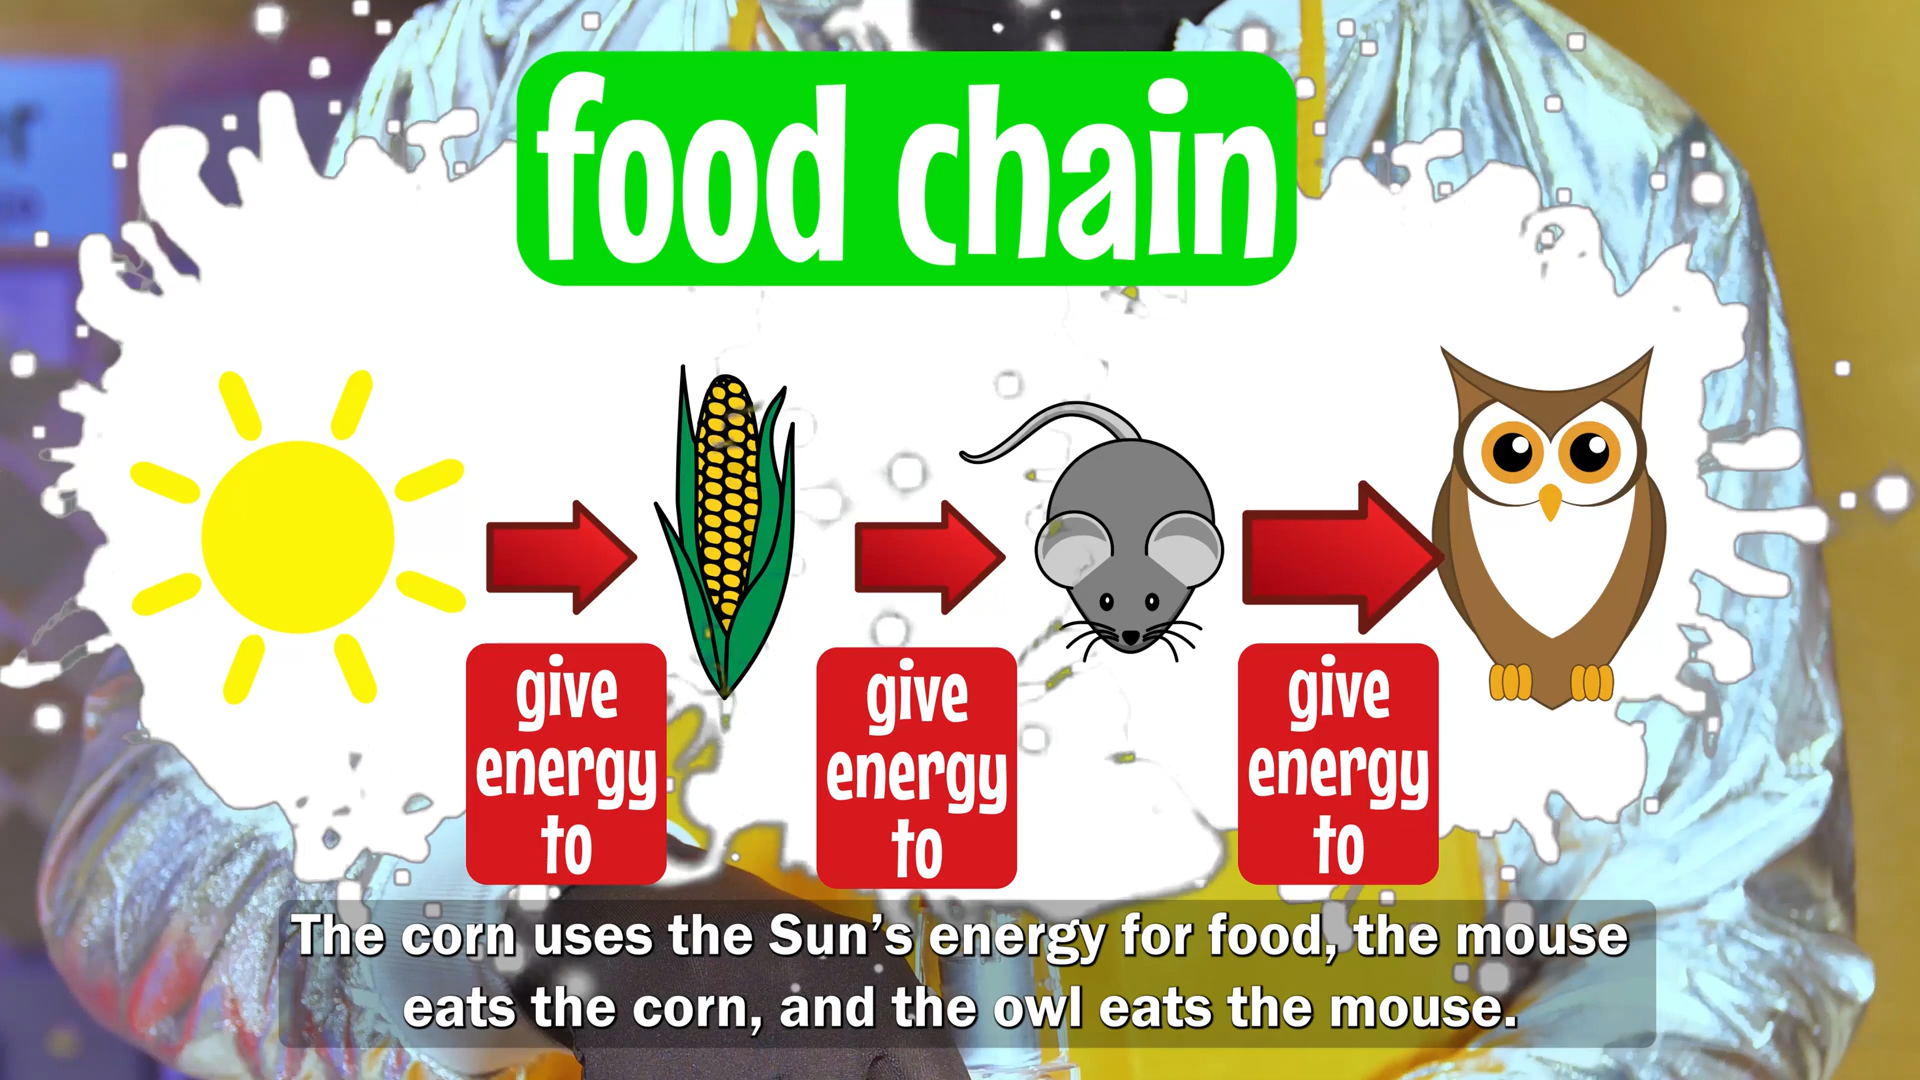 food chain
give
energy
to
give
energy
to
give
energy
to
The corn uses the Sun's energy for food, the mouse
eats the corn, and the owl eats the mouse.